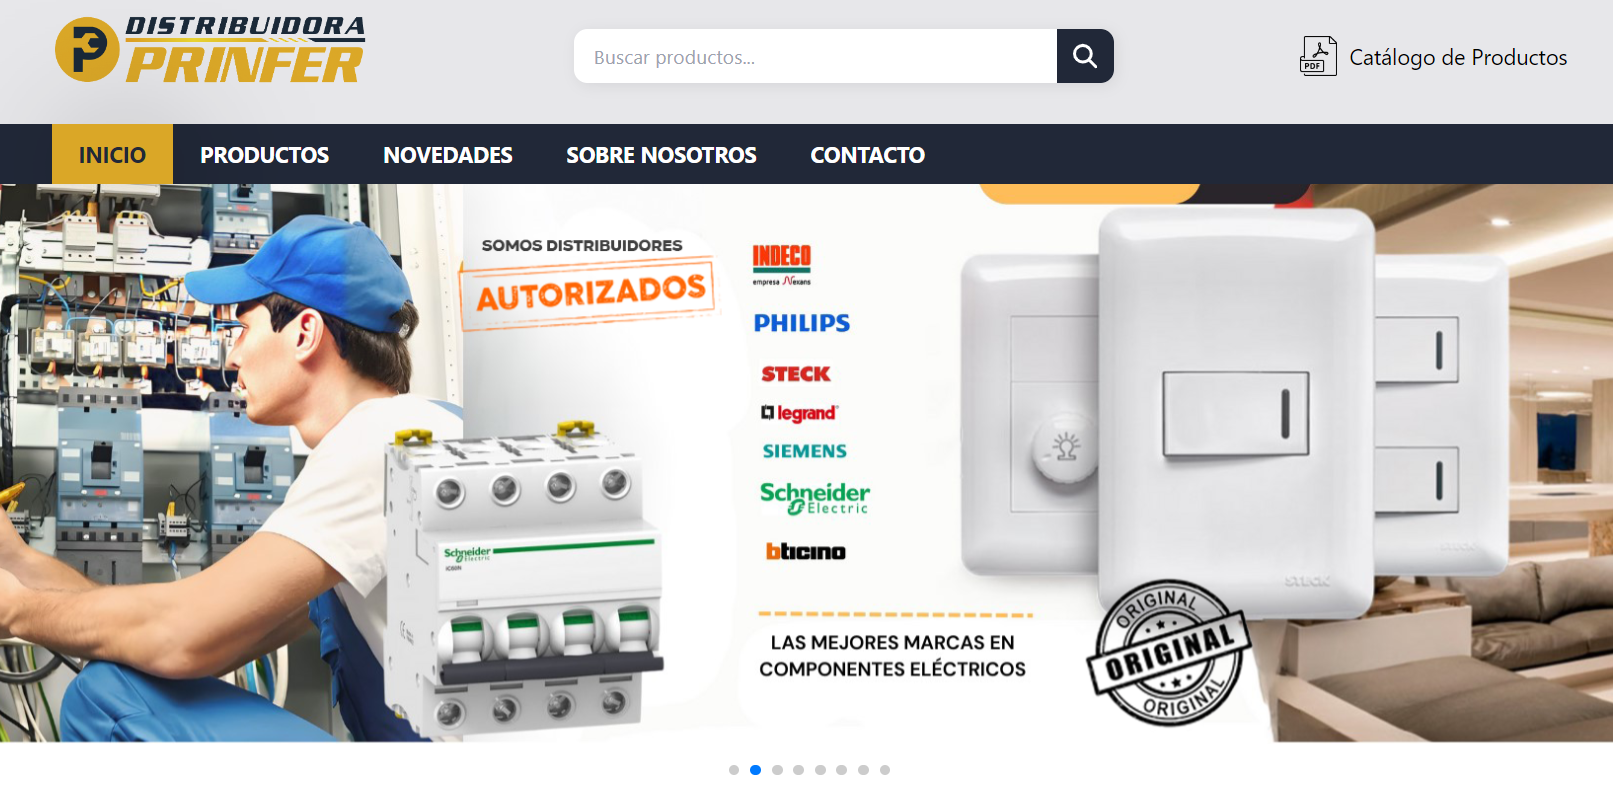 DISTRIBUIDORA
PRINFER
Buscar productos...
PDF
Catálogo de Productos
INICIO
PRODUCTOS
NOVEDADES
SOBRE NOSOTROS
CONTACTO
SOMOS DISTRIBUIDORES
AUTORIZADOS
INDECO
empresa Nexans
PHILIPS
STECK
legrand
SIEMENS
Schneider
Electric
bticino
Schneider
Electric
iC60N
STECK
LAS MEJORES MARCAS EN
COMPONENTES ELÉCTRICOS
ORIGINAL
ORIGINAL
ORIGINAL